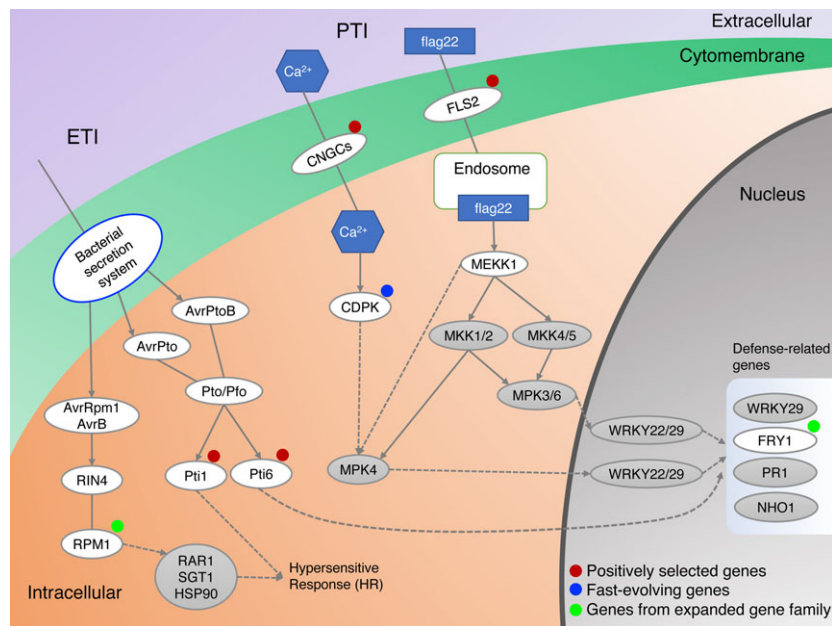 Extracellular
PTI
flag22
Cytomembrane
Ca²⁺
FLS2
ETI
CNGCs
Endosome
Nucleus
flag22
Bacterial
secretion
system
Ca²⁺
MEKK1
AvrPtoB
CDPK
MKK1/2
MKK4/5
Defense-related
genes
AvrPto
Pto/Pfo
MPK3/6
WRKY29
AvrRpm1
AvrB
WRKY22/29
FRY1
RIN4
Pti1
Pti6
MPK4
WRKY22/29
PR1
NHO1
RPM1
RAR1
SGT1
HSP90
Hypersensitive
Response (HR)
Intracellular
Positively selected genes
Fast-evolving genes
Genes from expanded gene family